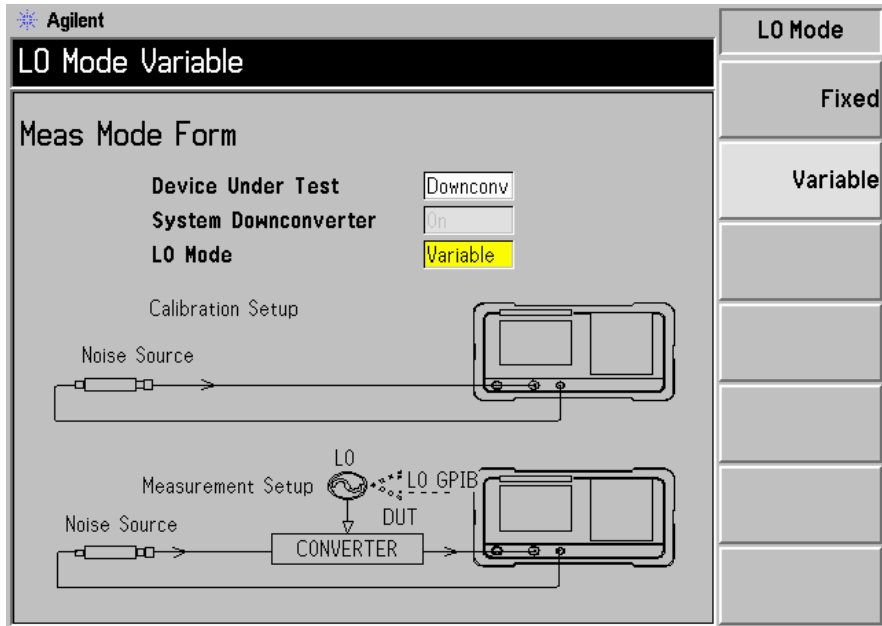 Agilent
LO Mode
LO Mode Variable
Fixed
Meas Mode Form
Variable
Device Under Test Downconv
System Downconverter On
LO Mode Variable
Calibration Setup
Noise Source
LO
Measurement Setup LO GPIB
Noise Source DUT
CONVERTER